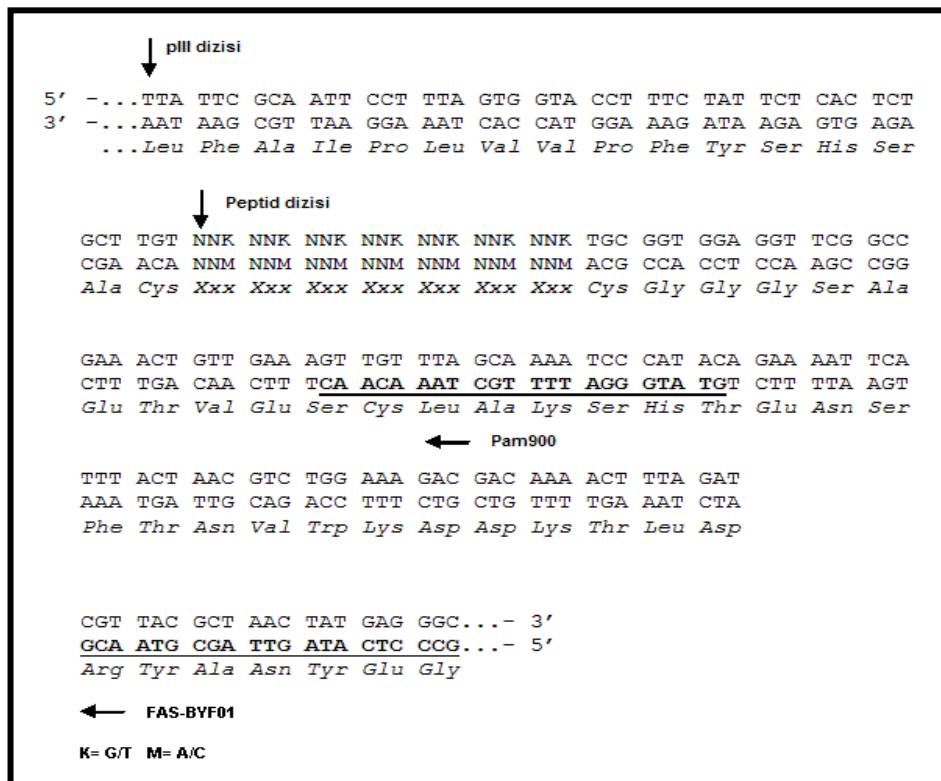 pIII dizisi
5’ –...TTA TTC GCA ATT CCT TTA GTG GTA CCT TTC TAT TCT CAC TCT
3’ –...AAT AAG CGT TAA GGA AAT CAC CAT GGA AAG ATA AGA GTG AGA
...Leu Phe Ala Ile Pro Leu Val Val Pro Phe Tyr Ser His Ser
Peptid dizisi
GCT TGT NNK NNK NNK NNK NNK NNK NNK TGC GGT GGA GGT TCG GCC
CGA ACA NNM NNM NNM NNM NNM NNM NNM ACG CCA CCT CCA AGC CGG
Ala Cys Xxx Xxx Xxx Xxx Xxx Xxx Xxx Cys Gly Gly Gly Ser Ala
GAA ACT GTT GAA AGT TGT TTA GCA AAA TCC CAT ACA GAA AAT TCA
CTT TGA CAA CTT TCA ACA AAT CGT TTT AGG GTA TGT CTT TTA AGT
Glu Thr Val Glu Ser Cys Leu Ala Lys Ser His Thr Glu Asn Ser
Pam900
TTT ACT AAC GTC TGG AAA GAC GAC AAA ACT TTA GAT
AAA TGA TTG CAG ACC TTT CTG CTG TTT TGA AAT CTA
Phe Thr Asn Val Trp Lys Asp Asp Lys Thr Leu Asp
CGT TAC GCT AAC TAT GAG GGC...– 3’
GCA ATG CGA TTG ATA CTC CCG...– 5’
Arg Tyr Ala Asn Tyr Glu Gly
FAS-BYF01
K= G/T M= A/C